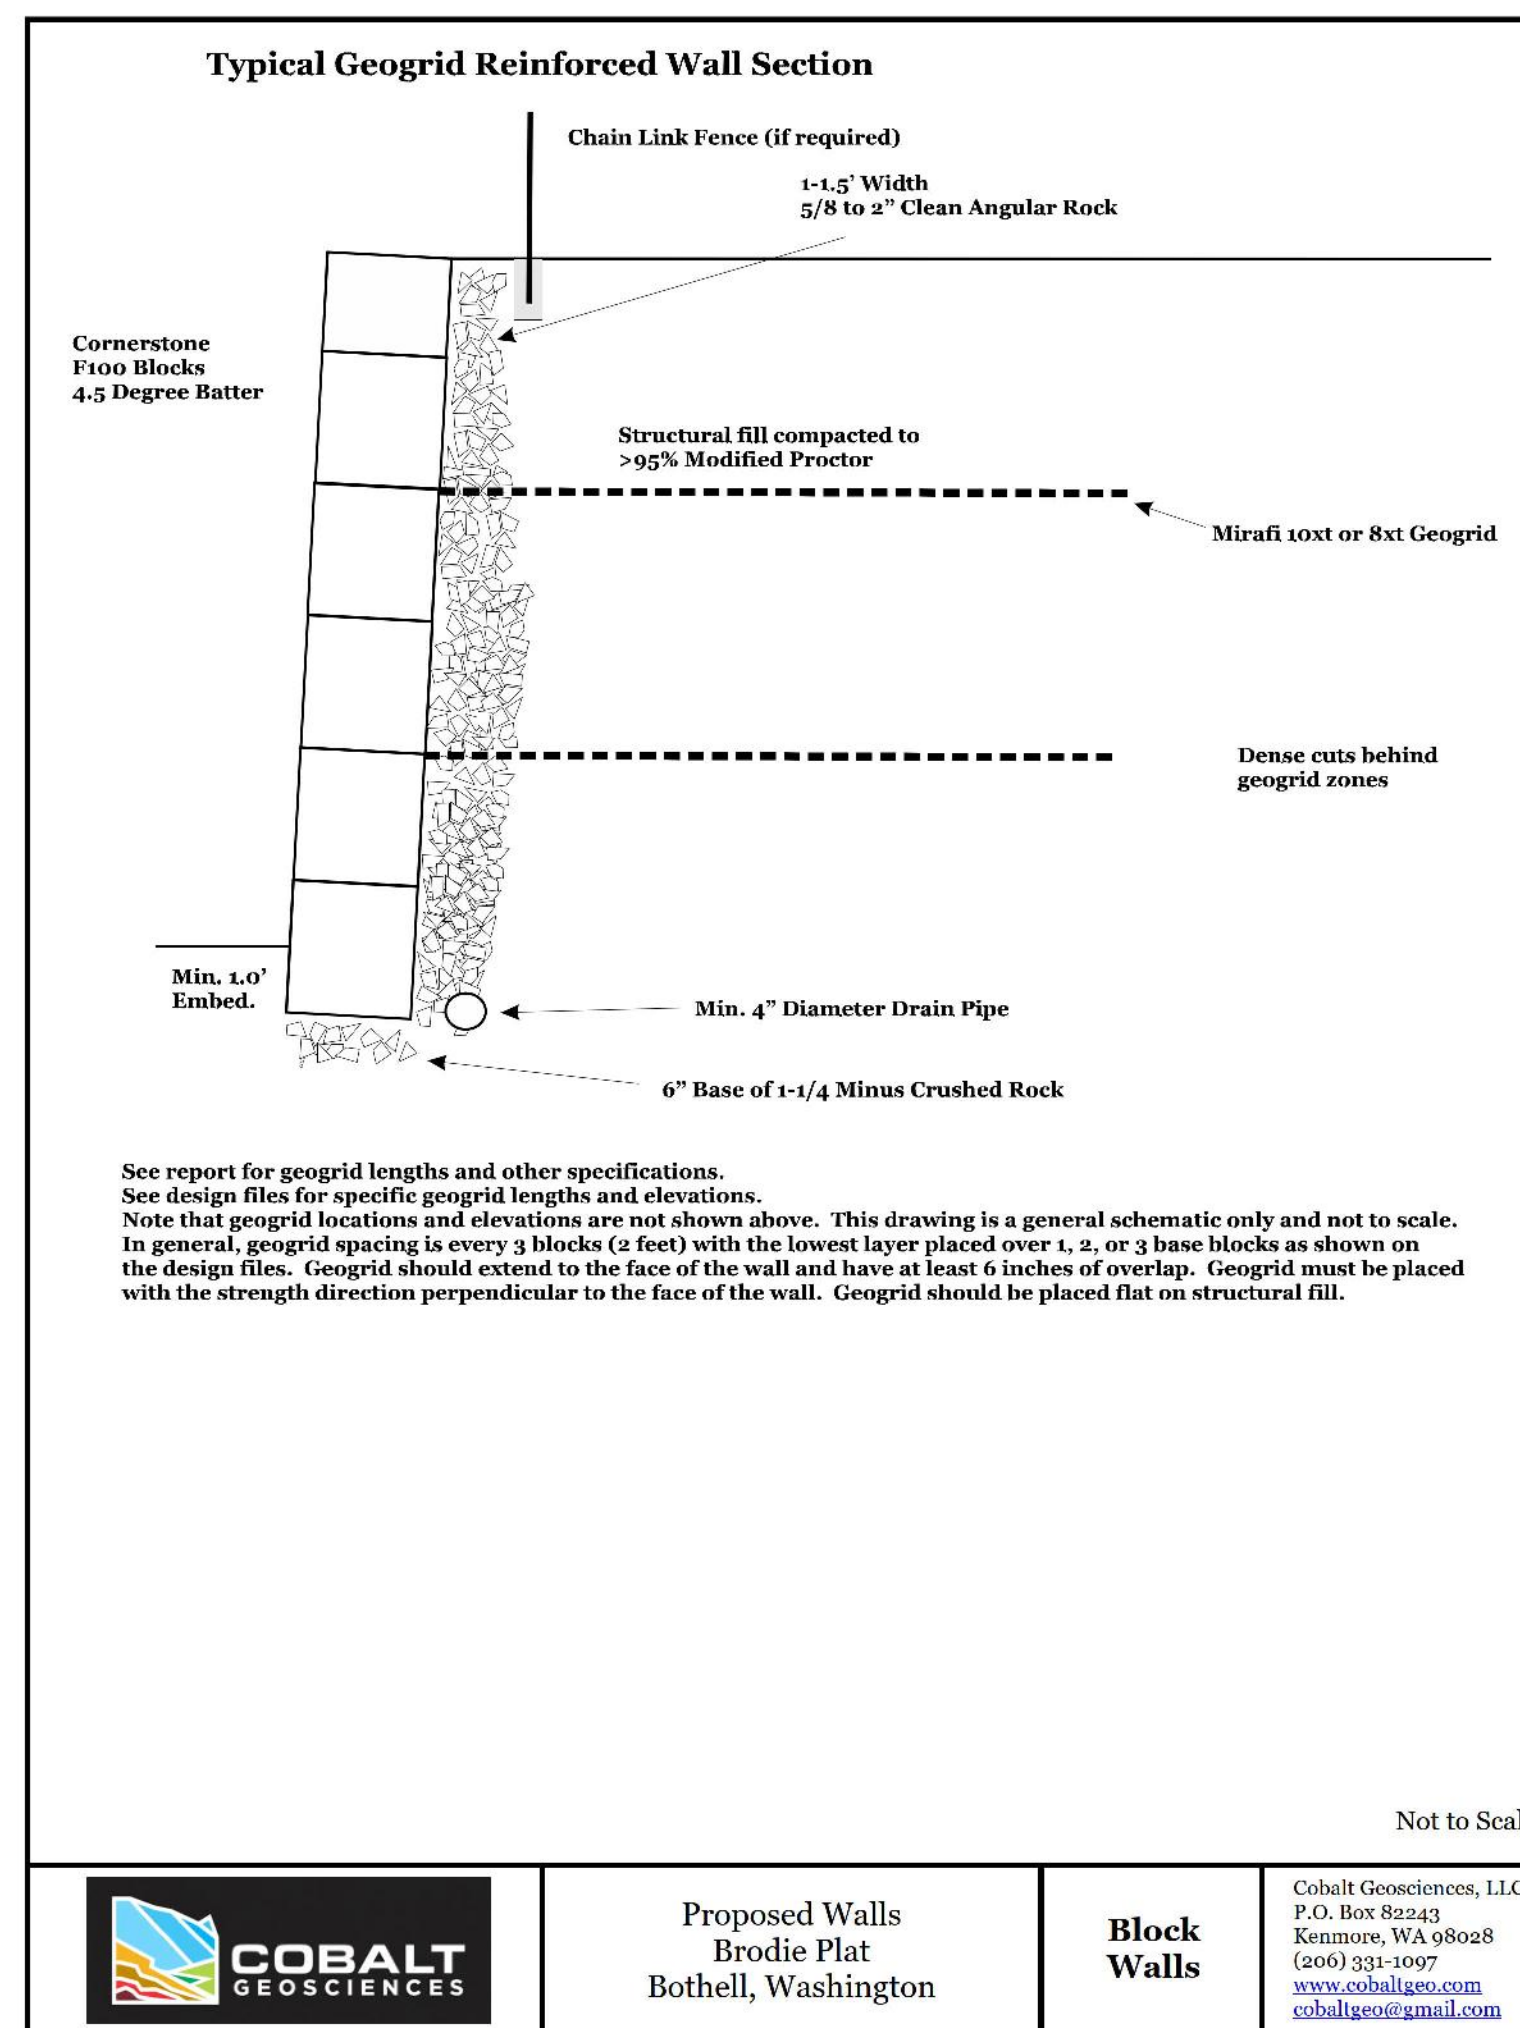 Typical Geogrid Reinforced Wall Section
Chain Link Fence (if required)
1-1.5’ Width
5/8 to 2” Clean Angular Rock
Cornerstone
F100 Blocks
4.5 Degree Batter
Structural fill compacted to
>95% Modified Proctor
Mirafi 10xt or 8xt Geogrid
Dense cuts behind
geogrid zones
Min. 1.0’
Embed.
Min. 4” Diameter Drain Pipe
6” Base of 1-1/4 Minus Crushed Rock
See report for geogrid lengths and other specifications.
See design files for specific geogrid lengths and elevations.
Note that geogrid locations and elevations are not shown above. This drawing is a general schematic only and not to scale.
In general, geogrid spacing is every 3 blocks (2 feet) with the lowest layer placed over 1, 2, or 3 base blocks as shown on
the design files. Geogrid should extend to the face of the wall and have at least 6 inches of overlap. Geogrid must be placed
with the strength direction perpendicular to the face of the wall. Geogrid should be placed flat on structural fill.
Not to Scal
COBALT
GEOSCIENCES
Proposed Walls
Brodie Plat
Bothell, Washington
Block
Walls
Cobalt Geosciences, LLC
P.O. Box 82243
Kenmore, WA 98028
(206) 331-1097
www.cobaltgeo.com
cobaltgeo@gmail.com